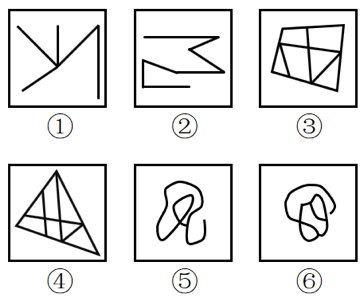 ① ② ③
④ ⑤ ⑥